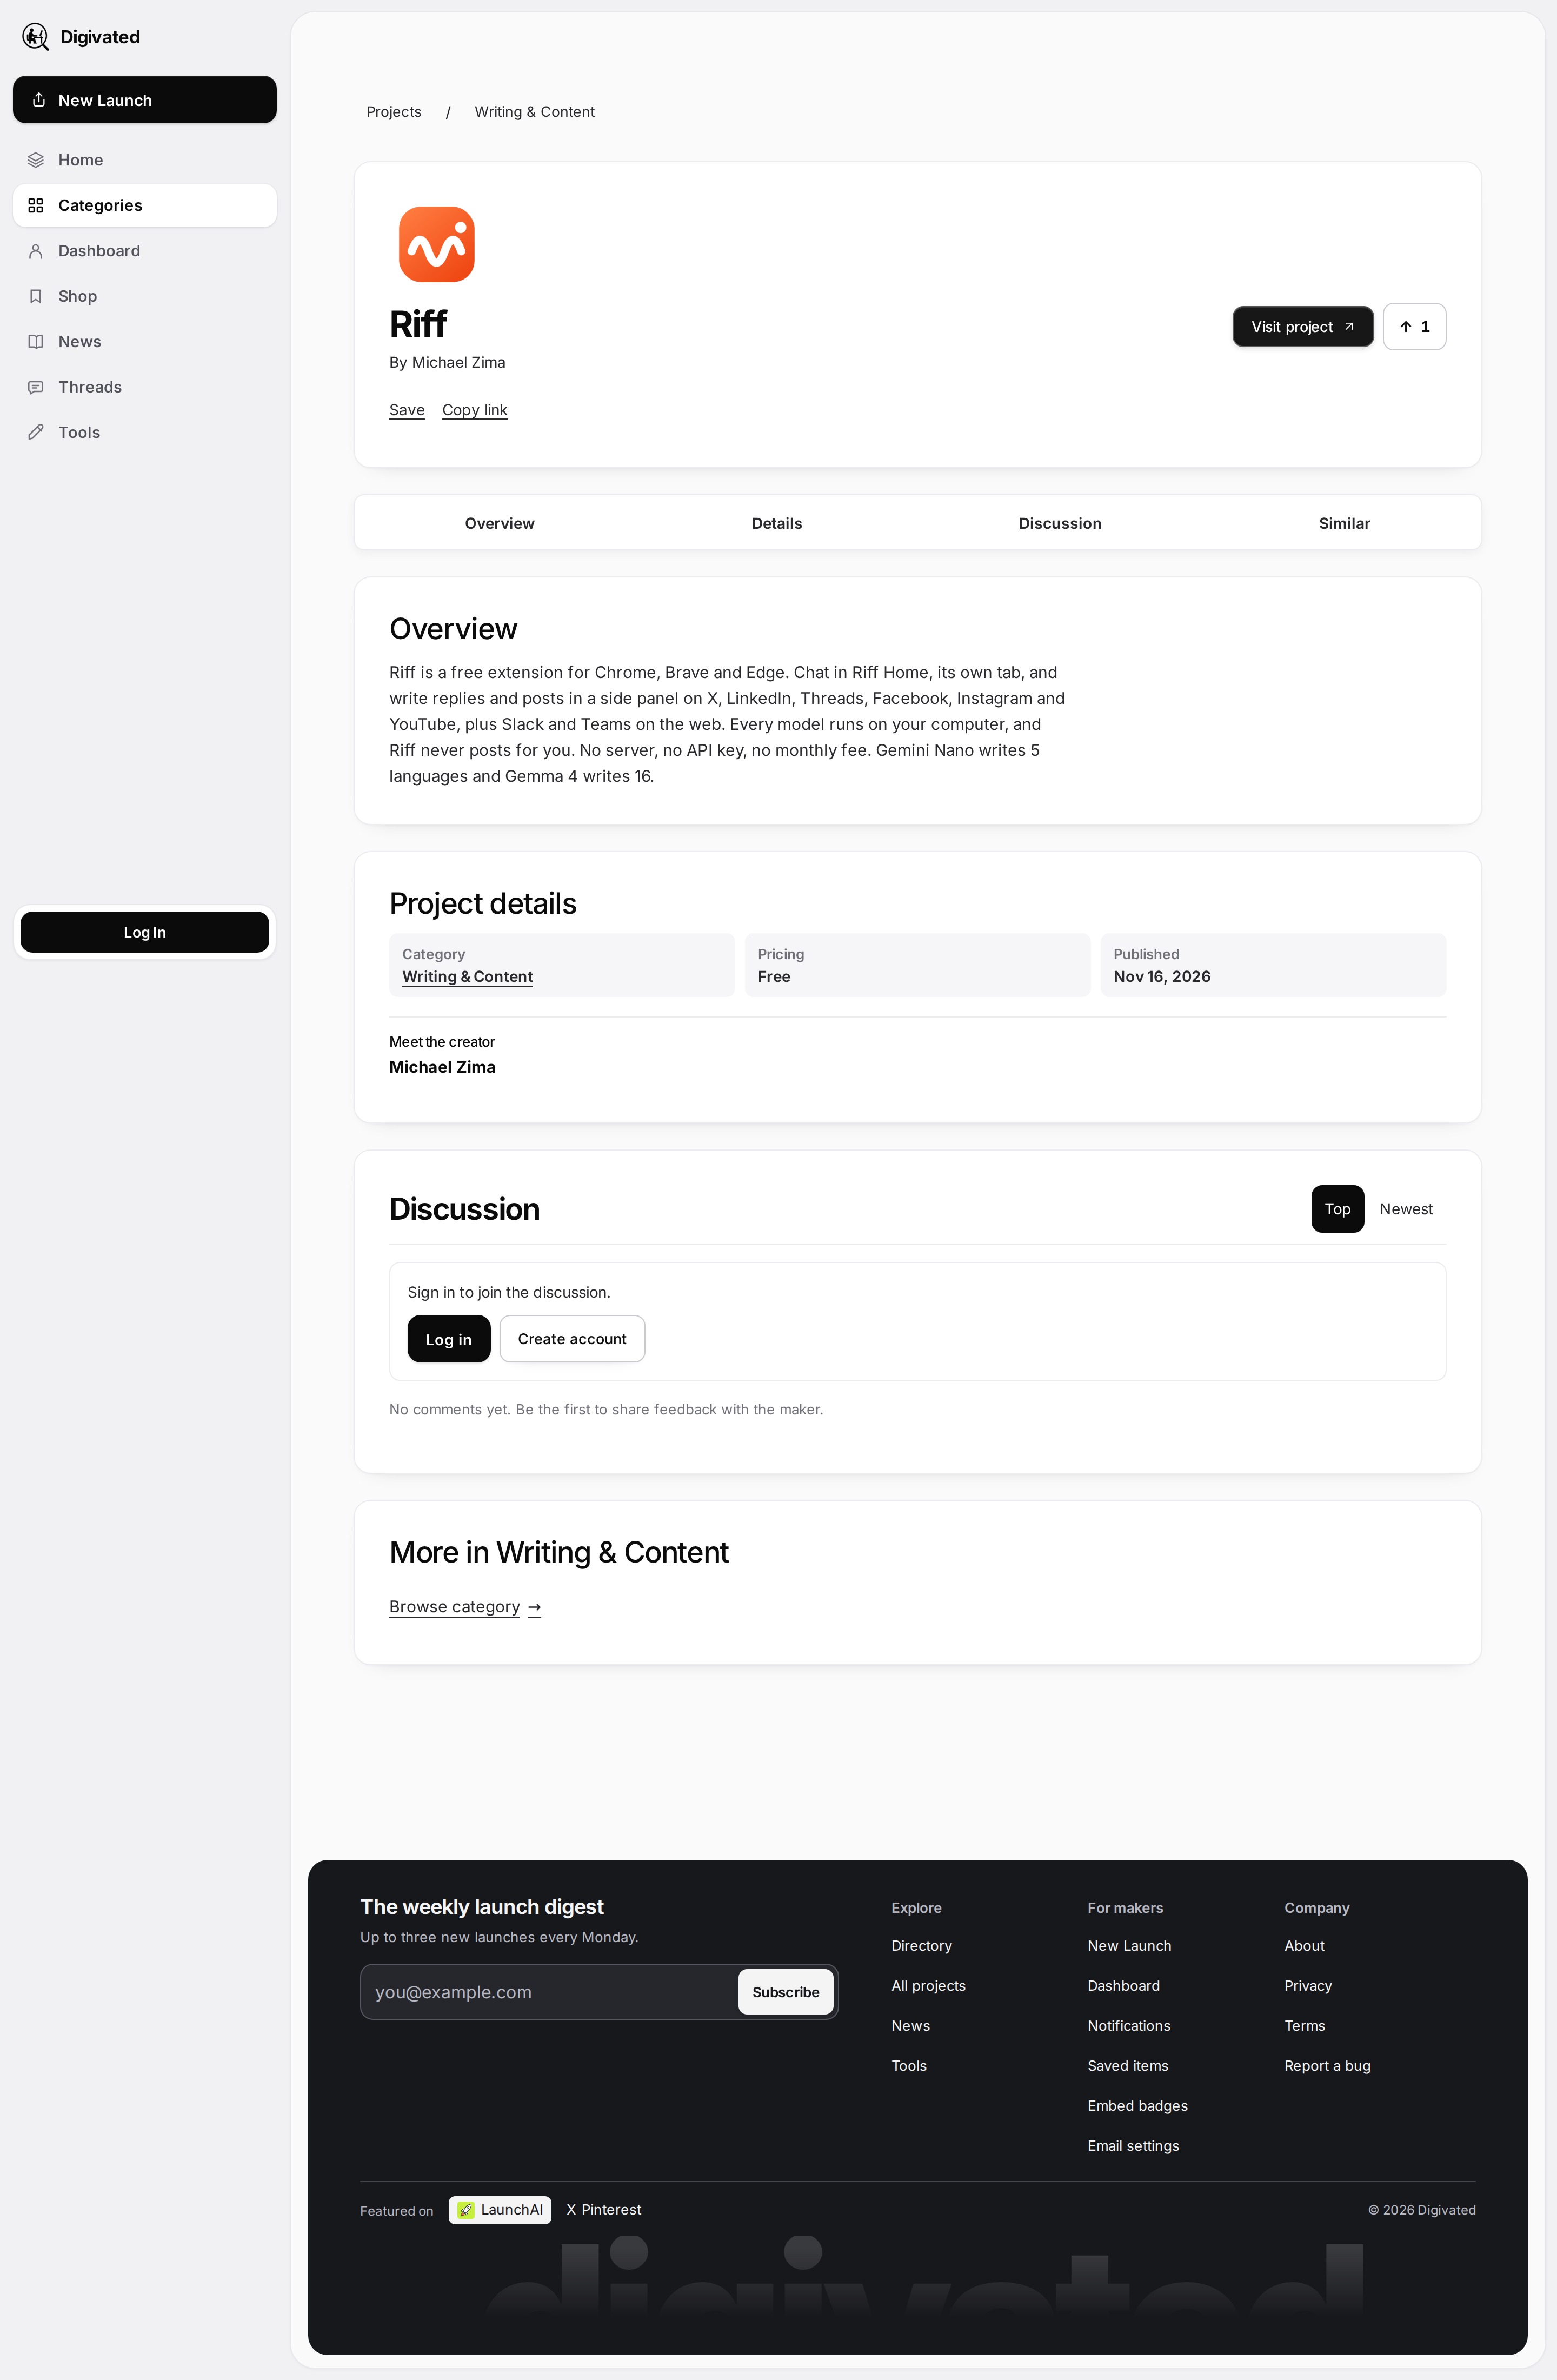 Digivated
New Launch
Home
Categories
Dashboard
Shop
News
Threads
Tools
Log In
Projects / Writing & Content
Riff
By Michael Zima
Save Copy link
Visit project ↗ ↑ 1
Overview Details Discussion Similar
Overview
Riff is a free extension for Chrome, Brave and Edge. Chat in Riff Home, its own tab, and
write replies and posts in a side panel on X, LinkedIn, Threads, Facebook, Instagram and
YouTube, plus Slack and Teams on the web. Every model runs on your computer, and
Riff never posts for you. No server, no API key, no monthly fee. Gemini Nano writes 5
languages and Gemma 4 writes 16.
Project details
Category
Writing & Content
Pricing
Free
Published
Nov 16, 2026
Meet the creator
Michael Zima
Discussion
Top Newest
Sign in to join the discussion.
Log in Create account
No comments yet. Be the first to share feedback with the maker.
More in Writing & Content
Browse category →
The weekly launch digest
Up to three new launches every Monday.
you@example.com Subscribe
Explore
Directory
All projects
News
Tools
For makers
New Launch
Dashboard
Notifications
Saved items
Embed badges
Email settings
Company
About
Privacy
Terms
Report a bug
Featured on LaunchAI X Pinterest
© 2026 Digivated
digivated